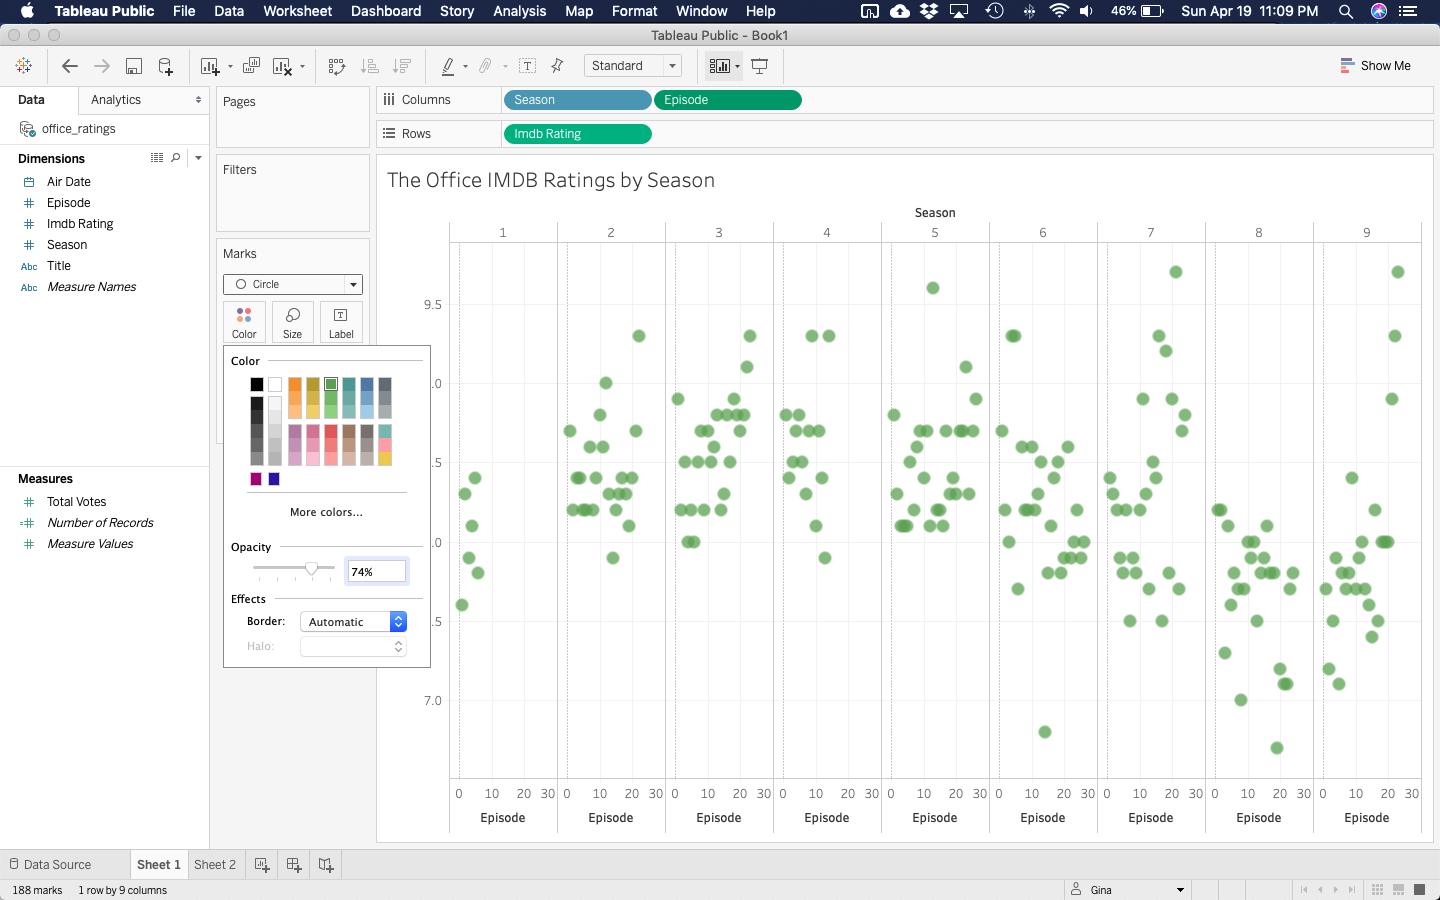 Tableau Public File Data Worksheet Dashboard Story Analysis Map Format Window Help 46% Sun Apr 19 11:09 PM
Tableau Public - Book1
Standard Show Me
Data Analytics
office_ratings
Dimensions
Air Date
Episode
Imdb Rating
Season
Abc Title
Abc Measure Names
Measures
Total Votes
Number of Records
Measure Values
Pages
Filters
Marks
Circle
Color Size Label
Color
More colors...
Opacity
74%
Effects
Border: Automatic
Halo:
Columns Season Episode
Rows Imdb Rating
The Office IMDB Ratings by Season
Season
1 2 3 4 5 6 7 8 9
9.5
.0
.5
.0
.5
7.0
0 10 20 30 0 10 20 30 0 10 20 30 0 10 20 30 0 10 20 30 0 10 20 30 0 10 20 30 0 10 20 30 0 10 20 30
Episode Episode Episode Episode Episode Episode Episode Episode Episode
Data Source Sheet 1 Sheet 2
188 marks 1 row by 9 columns Gina